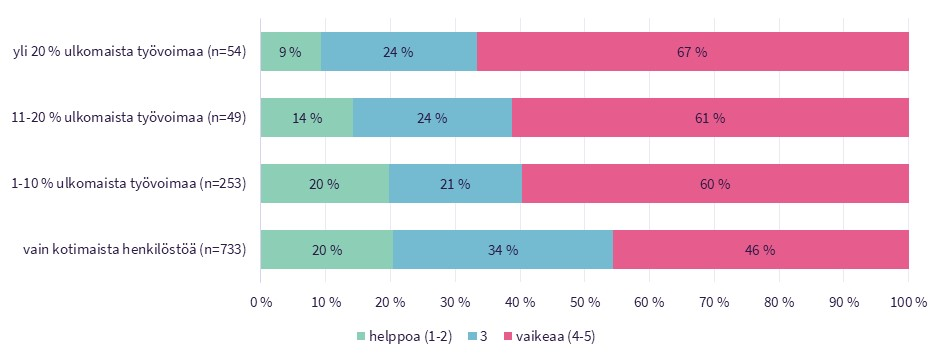 yli 20 % ulkomaista työvoimaa (n=54)
9 %
24 %
67 %
11-20 % ulkomaista työvoimaa (n=49)
14 %
24 %
61 %
1-10 % ulkomaista työvoimaa (n=253)
20 %
21 %
60 %
vain kotimaista henkilöstöä (n=733)
20 %
34 %
46 %
0 % 10 % 20 % 30 % 40 % 50 % 60 % 70 % 80 % 90 % 100 %
helppoa (1-2) 3 vaikeaa (4-5)